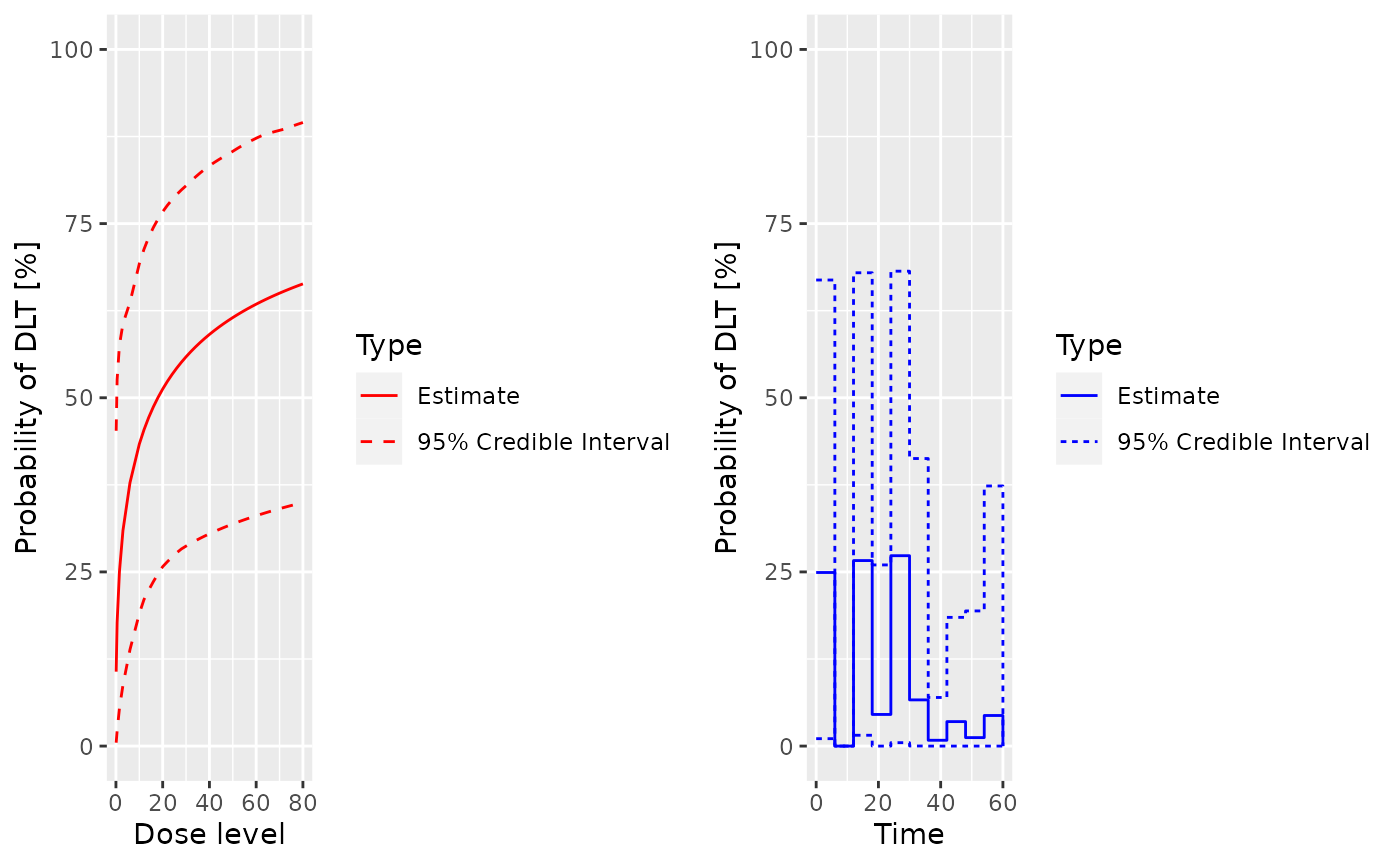 Probability of DLT [%]
100
75
50
25
0
0 20 40 60 80
Dose level
Type
Estimate
95% Credible Interval
Probability of DLT [%]
100
75
50
25
0
0 20 40 60
Time
Type
Estimate
95% Credible Interval